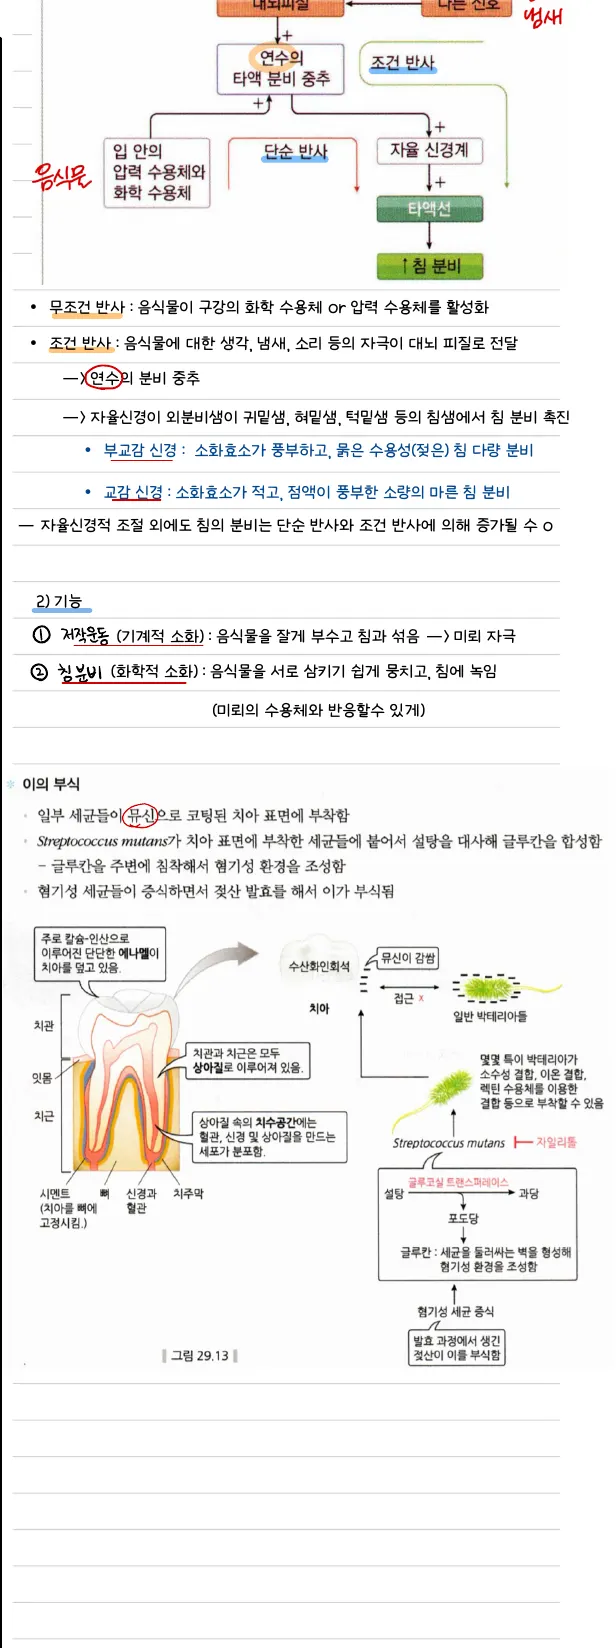 대뇌피질
다른 신호
냄새
+
연수의
타액 분비 중추
조건 반사
+
+
입 안의
압력 수용체와
화학 수용체
단순 반사
자율 신경계
음식물
+
타액선
↑침 분비
• 무조건 반사 : 음식물이 구강의 화학 수용체 or 압력 수용체를 활성화
• 조건 반사 : 음식물에 대한 생각, 냄새, 소리 등의 자극이 대뇌 피질로 전달
—> 연수의 분비 중추
—> 자율신경이 외분비샘이 귀밑샘, 혀밑샘, 턱밑샘 등의 침샘에서 침 분비 촉진
• 부교감 신경 : 소화효소가 풍부하고, 묽은 수용성(젖은) 침 다량 분비
• 교감 신경 : 소화효소가 적고, 점액이 풍부한 소량의 마른 침 분비
— 자율신경적 조절 외에도 침의 분비는 단순 반사와 조건 반사에 의해 증가될 수 o
2) 기능
① 저작운동 (기계적 소화) : 음식물을 잘게 부수고 침과 섞음 —> 미뢰 자극
② 침분비 (화학적 소화) : 음식물을 서로 삼키기 쉽게 뭉치고, 침에 녹임
(미뢰의 수용체와 반응할수 있게)
* 이의 부식
• 일부 세균들이 뮤신으로 코팅된 치아 표면에 부착함
• Streptococcus mutans가 치아 표면에 부착한 세균들에 붙어서 설탕을 대사해 글루칸을 합성함
– 글루칸을 주변에 침착해서 혐기성 환경을 조성함
• 혐기성 세균들이 증식하면서 젖산 발효를 해서 이가 부식됨
주로 칼슘-인산으로
이루어진 단단한 에나멜이
치아를 덮고 있음.
수산화인회석
뮤신이 감쌈
치아
접근 x
일반 박테리아들
치관
잇몸
치근
치관과 치근은 모두
상아질로 이루어져 있음.
상아질 속의 치수공간에는
혈관, 신경 및 상아질을 만드는
세포가 분포함.
몇몇 특이 박테리아가
소수성 결합, 이온 결합,
렉틴 수용체를 이용한
결합 등으로 부착할 수 있음
Streptococcus mutans
자일리톨
시멘트
(치아를 뼈에
고정시킴.)
뼈
신경과
혈관
치주막
글루코실 트랜스퍼레이스
설탕
과당
포도당
글루칸 : 세균을 둘러싸는 벽을 형성해
혐기성 환경을 조성함
혐기성 세균 증식
발효 과정에서 생긴
젖산이 이를 부식함
그림 29.13